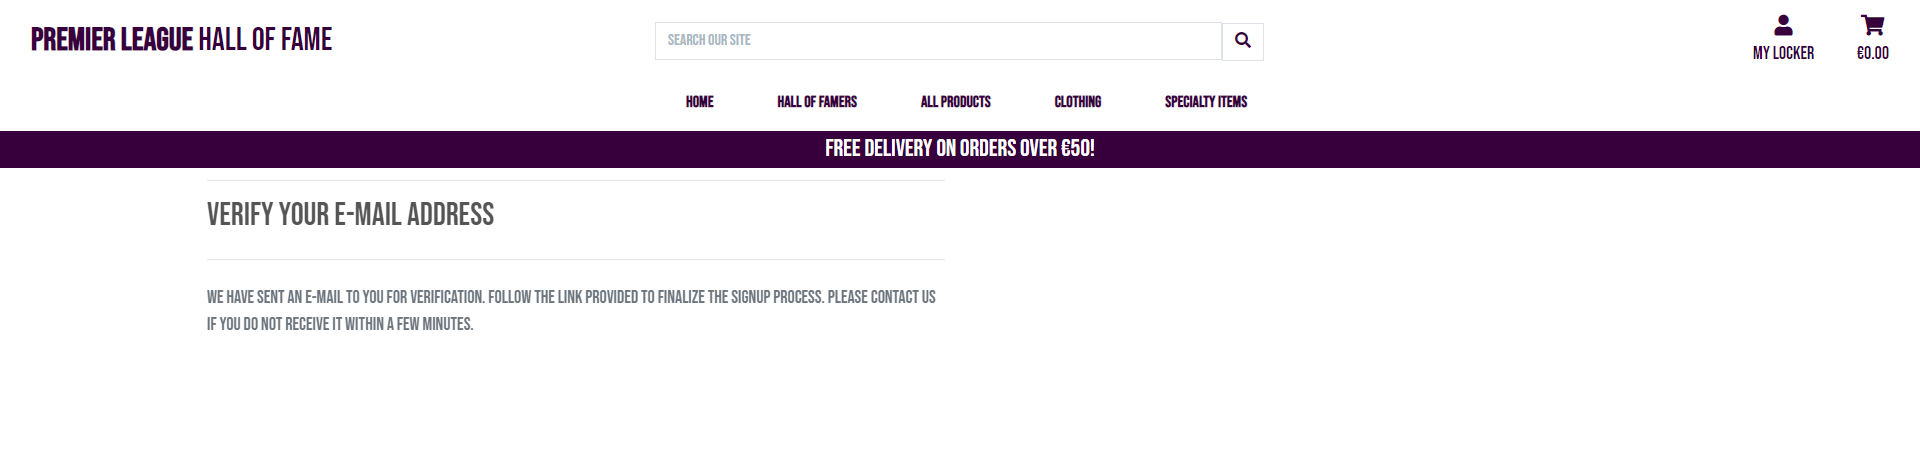 PREMIER LEAGUE HALL OF FAME
SEARCH OUR SITE
MY LOCKER
€0.00
HOME HALL OF FAMERS ALL PRODUCTS CLOTHING SPECIALTY ITEMS
FREE DELIVERY ON ORDERS OVER €50!
VERIFY YOUR E-MAIL ADDRESS
WE HAVE SENT AN E-MAIL TO YOU FOR VERIFICATION. FOLLOW THE LINK PROVIDED TO FINALIZE THE SIGNUP PROCESS. PLEASE CONTACT US
IF YOU DO NOT RECEIVE IT WITHIN A FEW MINUTES.